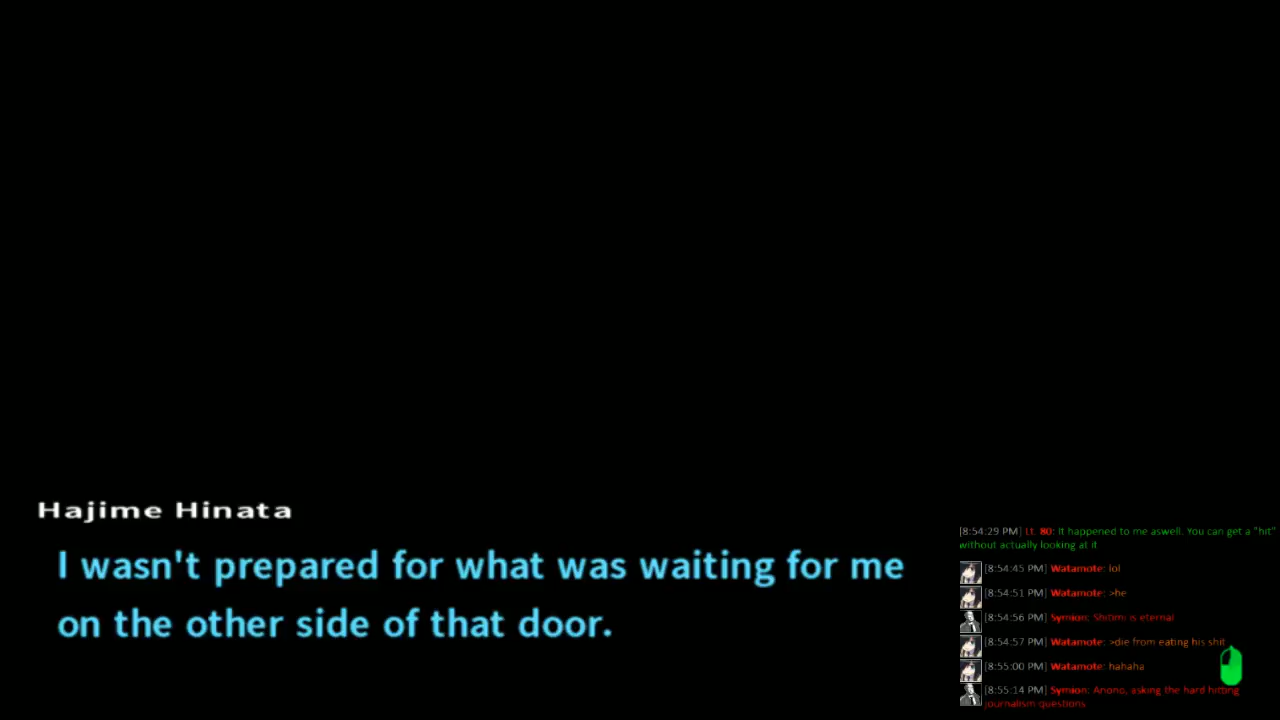 Hajime Hinata
I wasn't prepared for what was waiting for me
on the other side of that door.
[8:54:29 PM] Lt. 80: It happened to me aswell. You can get a "hit"
without actually looking at it
[8:54:45 PM] Watamote: lol
[8:54:51 PM] Watamote: >he
[8:54:56 PM] Symion: Shitimi is eternal
[8:54:57 PM] Watamote: >die from eating his shit
[8:55:00 PM] Watamote: hahaha
[8:55:14 PM] Symion: Anono, asking the hard hitting
journalism questions